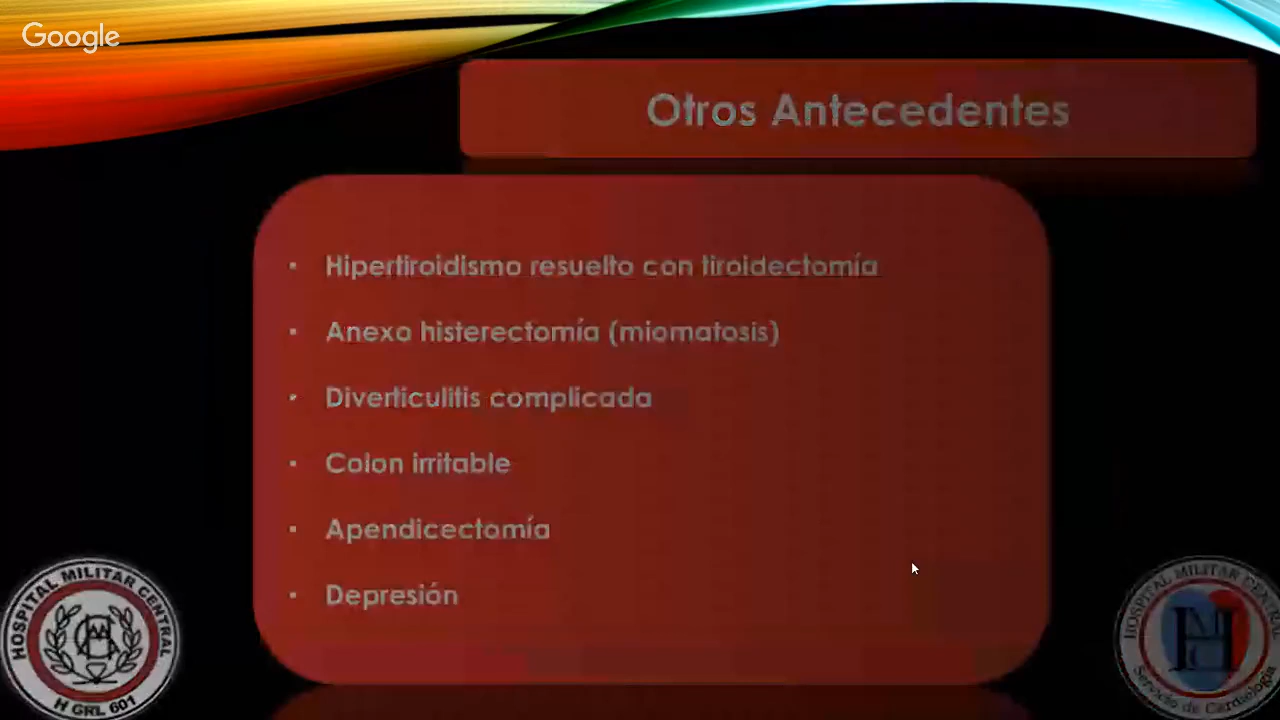 Google
Otros Antecedentes
• Hipertiroidismo resuelto con tiroidectomía
• Anexo histerectomía (miomatosis)
• Diverticulitis complicada
• Colon irritable
• Apendicectomía
• Depresión
HOSPITAL MILITAR CENTRAL
H GRL 601
HOSPITAL MILITAR CENTRAL
HMC
Servicio de Cardiología